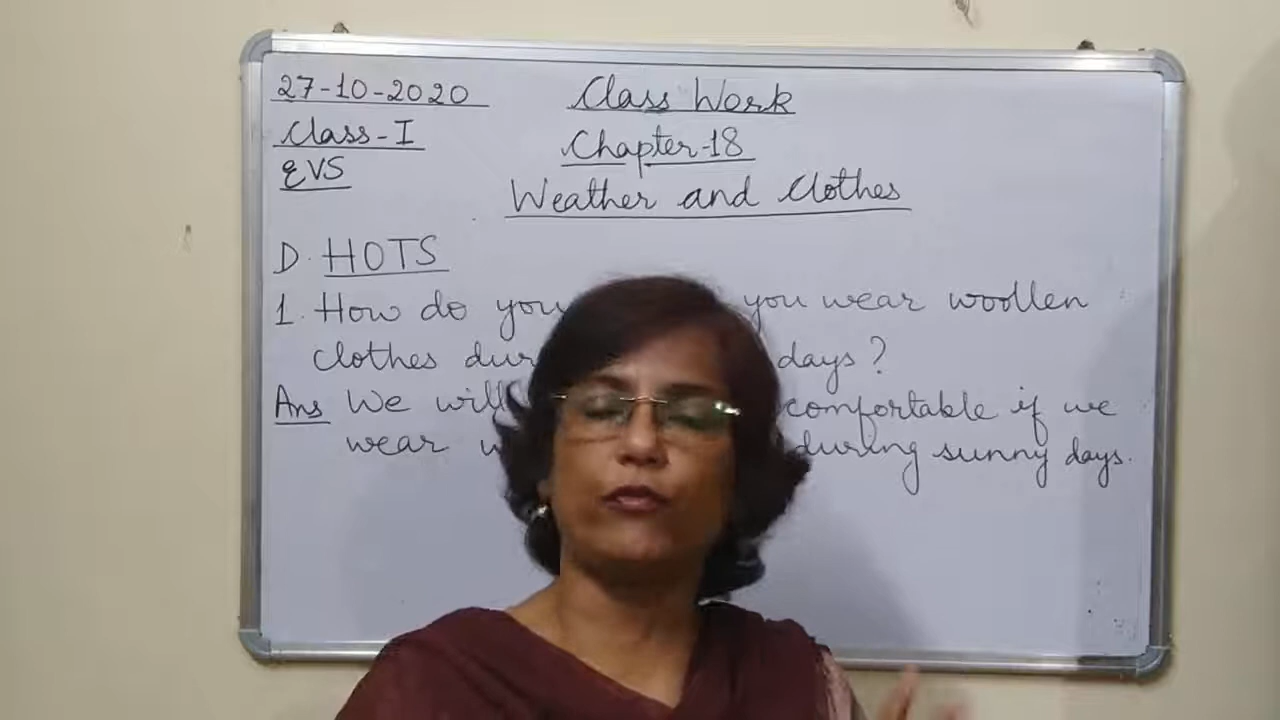 27-10-2020 Class Work
Class-I Chapter-18
EVS
Weather and Clothes
D. HOTS
1. How do you you wear woollen
clothes days?
Ans We will comfortable if we
wear during sunny days.